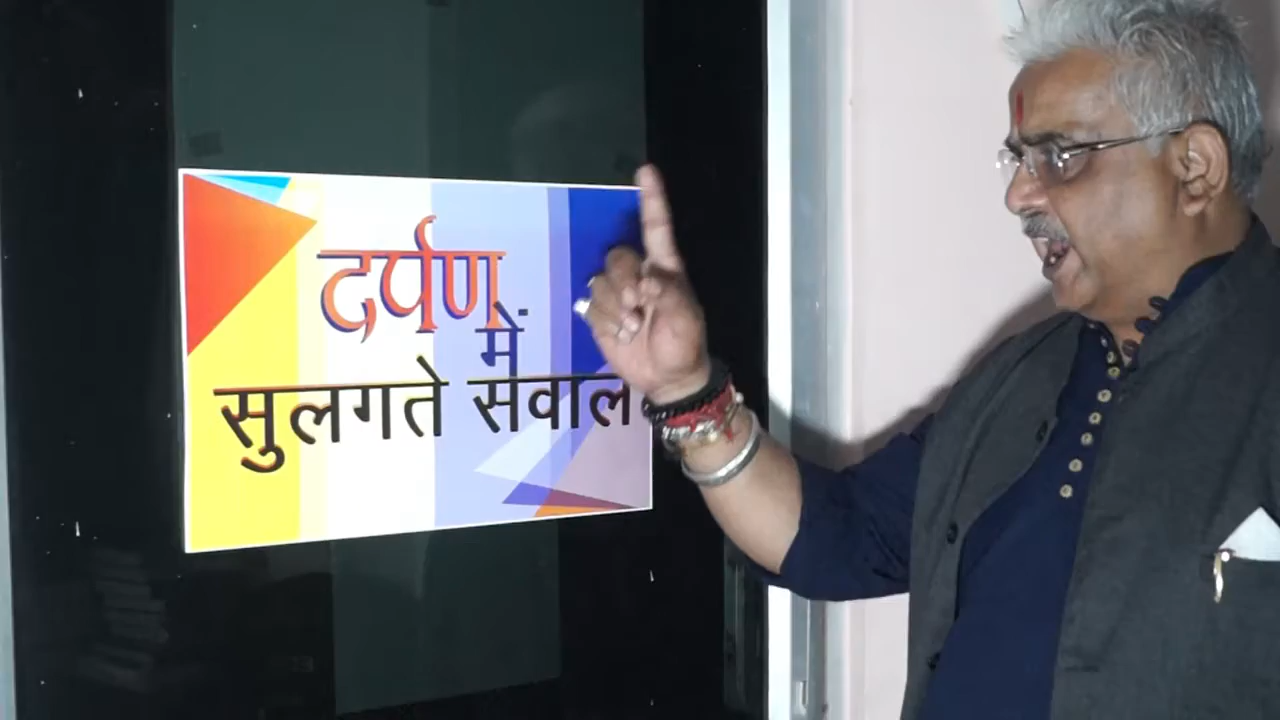 दर्पण
में
सुलगते सवाल